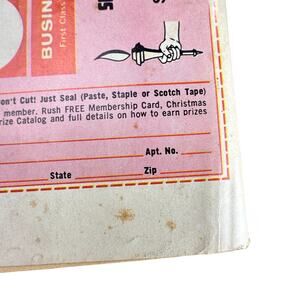 BUSIN
First Class
on't Cut! Just Seal (Paste, Staple or Scotch Tape)
member. Rush FREE Membership Card, Christmas
rize Catalog and full details on how to earn prizes
Apt. No.
State
Zip